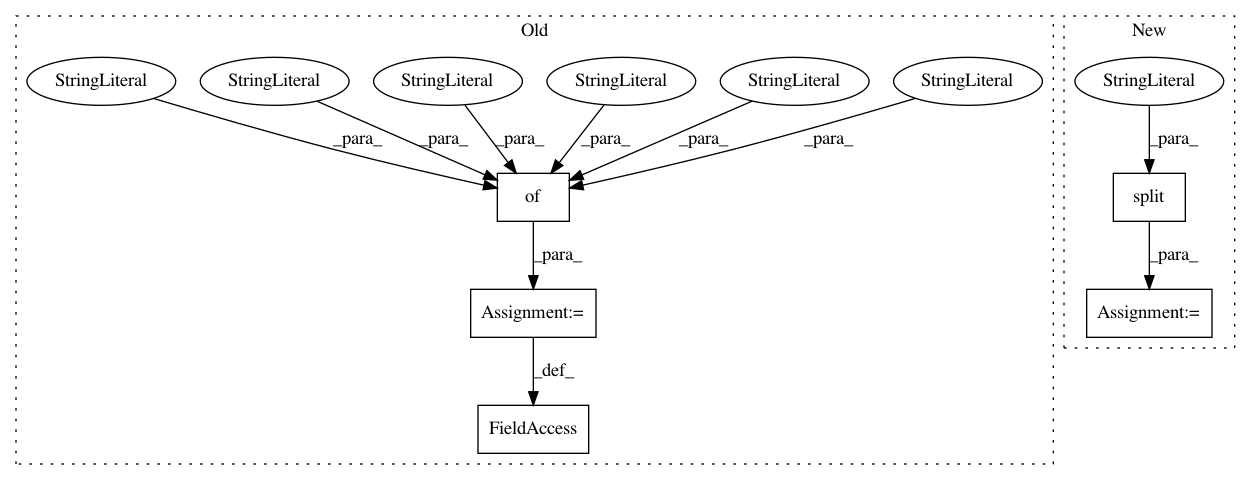 Old
New
StringLiteral StringLiteral StringLiteral StringLiteral StringLiteral StringLiteral StringLiteral
_para_ _para_ _para_ _para_ _para_ _para_ _para_
of split
_para_ _para_
Assignment:= Assignment:=
_def_
FieldAccess